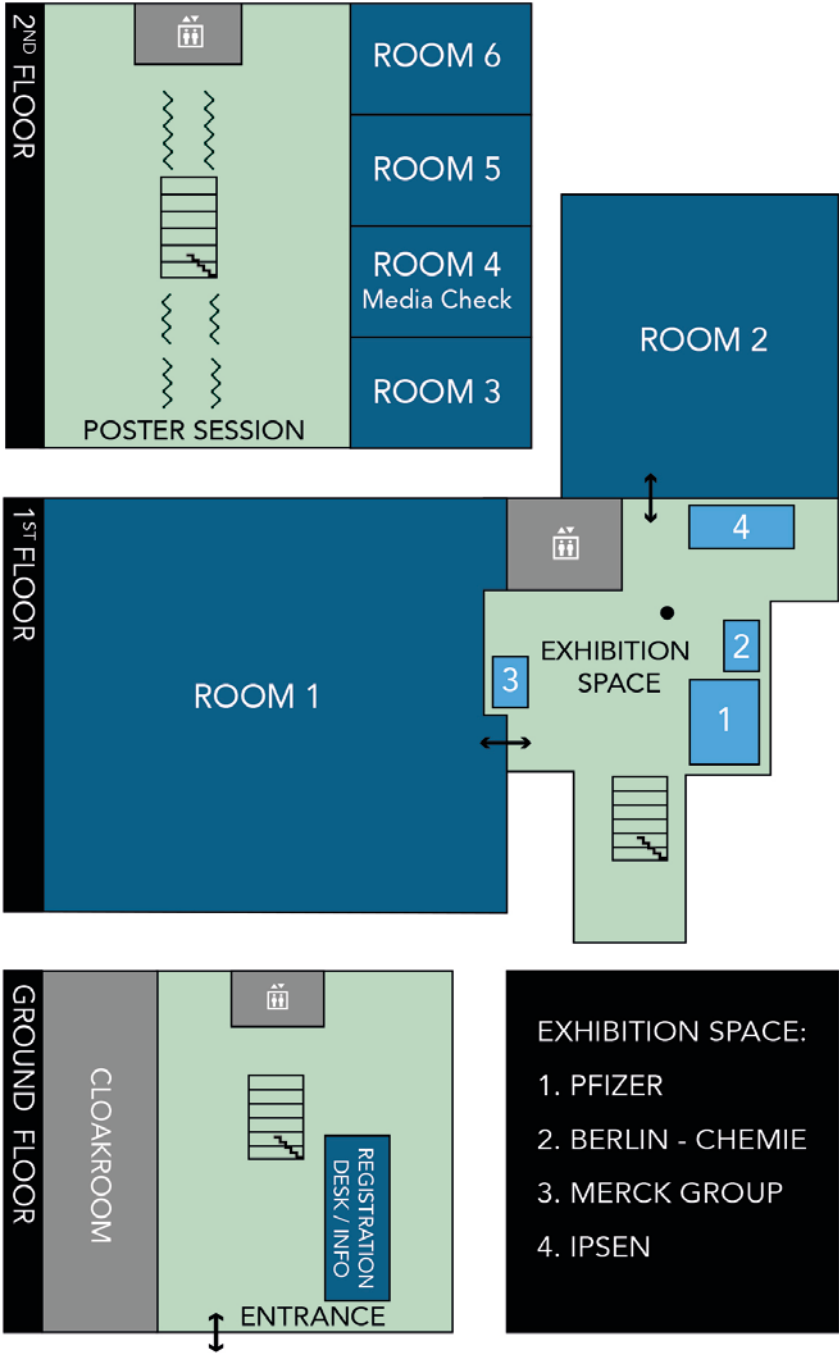 2ND FLOOR
ROOM 6
ROOM 5
ROOM 4
Media Check
ROOM 3
POSTER SESSION
1ST FLOOR
ROOM 2
ROOM 1
4
2
EXHIBITION
SPACE
3
1
GROUND FLOOR
CLOAKROOM
REGISTRATION
DESK / INFO
ENTRANCE
EXHIBITION SPACE:
1. PFIZER
2. BERLIN - CHEMIE
3. MERCK GROUP
4. IPSEN